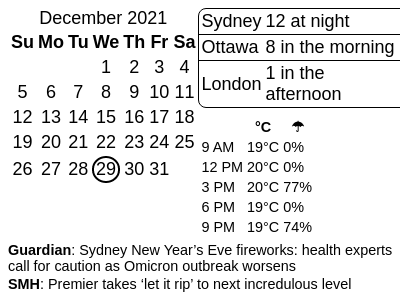 December 2021
Su Mo Tu We Th Fr Sa
1 2 3 4
5 6 7 8 9 10 11
12 13 14 15 16 17 18
19 20 21 22 23 24 25
26 27 28 29 30 31
Sydney 12 at night
Ottawa 8 in the morning
London 1 in the
afternoon
°C ☂
9 AM 19°C 0%
12 PM 20°C 0%
3 PM 20°C 77%
6 PM 19°C 0%
9 PM 19°C 74%
Guardian: Sydney New Year’s Eve fireworks: health experts
call for caution as Omicron outbreak worsens
SMH: Premier takes ‘let it rip’ to next incredulous level